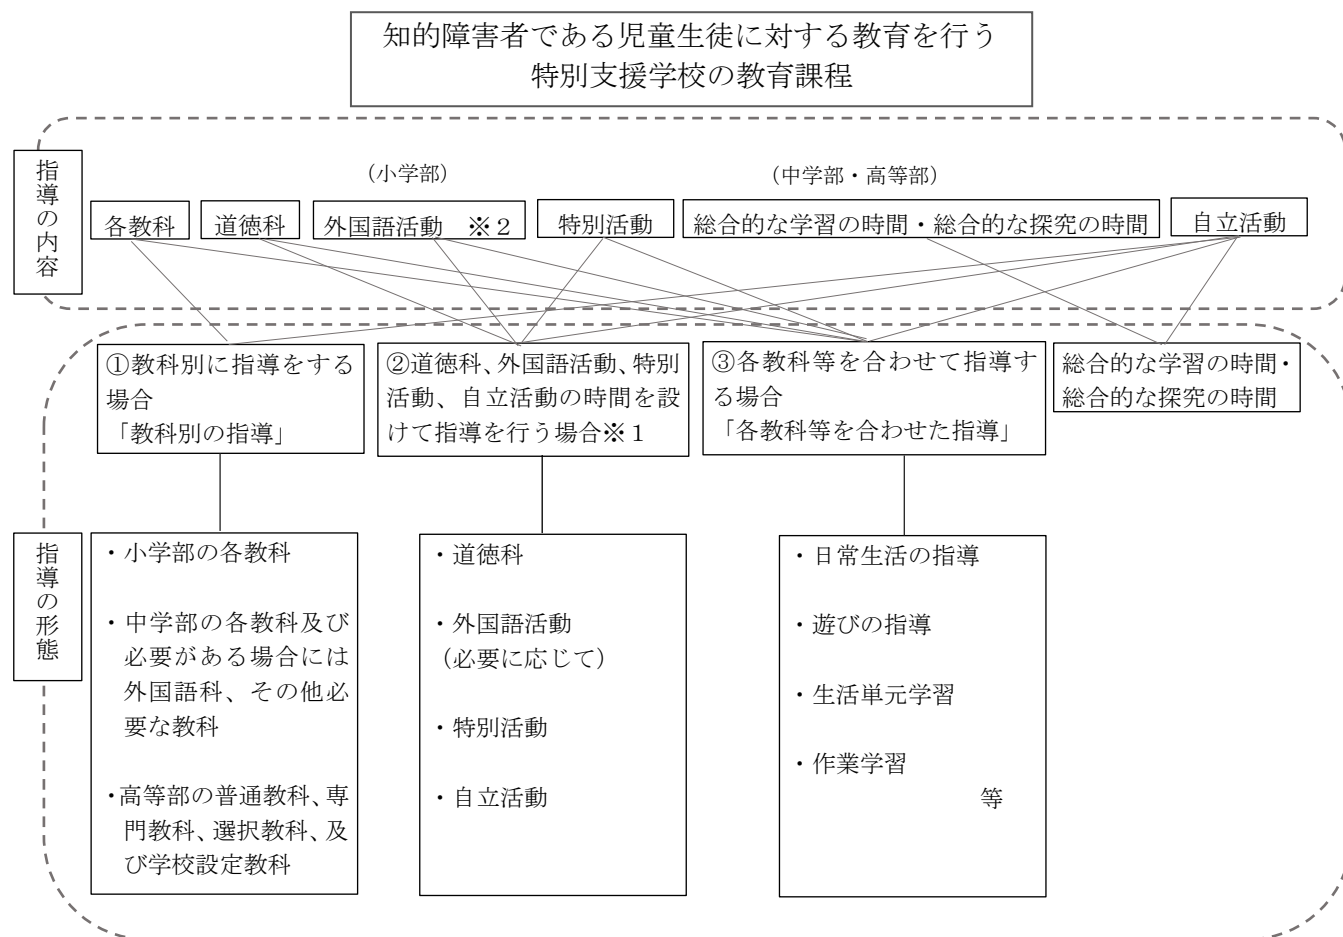 知的障害者である児童生徒に対する教育を行う
特別支援学校の教育課程
指導の内容
（小学部）
（中学部・高等部）
各教科
道徳科
外国語活動　※２
特別活動
総合的な学習の時間・総合的な探究の時間
自立活動
①教科別に指導をする
場合
「教科別の指導」
②道徳科、外国語活動、特別
活動、自立活動の時間を設
けて指導を行う場合※１
③各教科等を合わせて指導す
る場合
「各教科等を合わせた指導」
総合的な学習の時間・
総合的な探究の時間
指導の形態
・小学部の各教科
・中学部の各教科及び
必要がある場合には
外国語科、その他必
要な教科
・高等部の普通教科、専
門教科、選択教科、及
び学校設定教科
・道徳科
・外国語活動
（必要に応じて）
・特別活動
・自立活動
・日常生活の指導
・遊びの指導
・生活単元学習
・作業学習
等